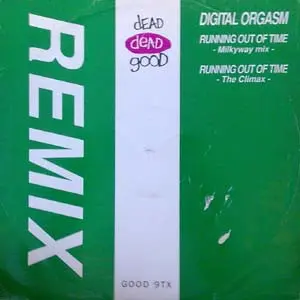 REMIX
dEAD
dEAD
good
DIGITAL ORGASM
RUNNING OUT OF TIME
- Milkyway mix -
RUNNING OUT OF TIME
- The Climax -
GOOD 9TX